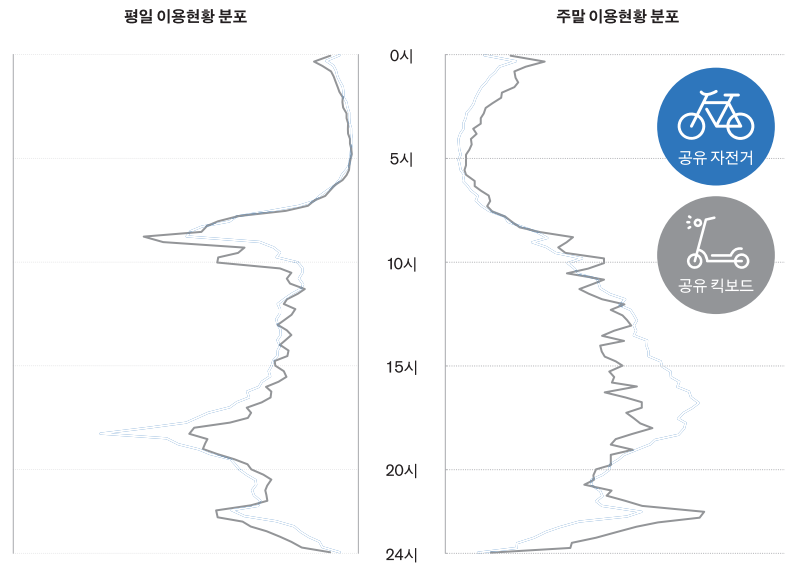 평일 이용현황 분포
주말 이용현황 분포
0시
5시
10시
15시
20시
24시
공유 자전거
공유 킥보드